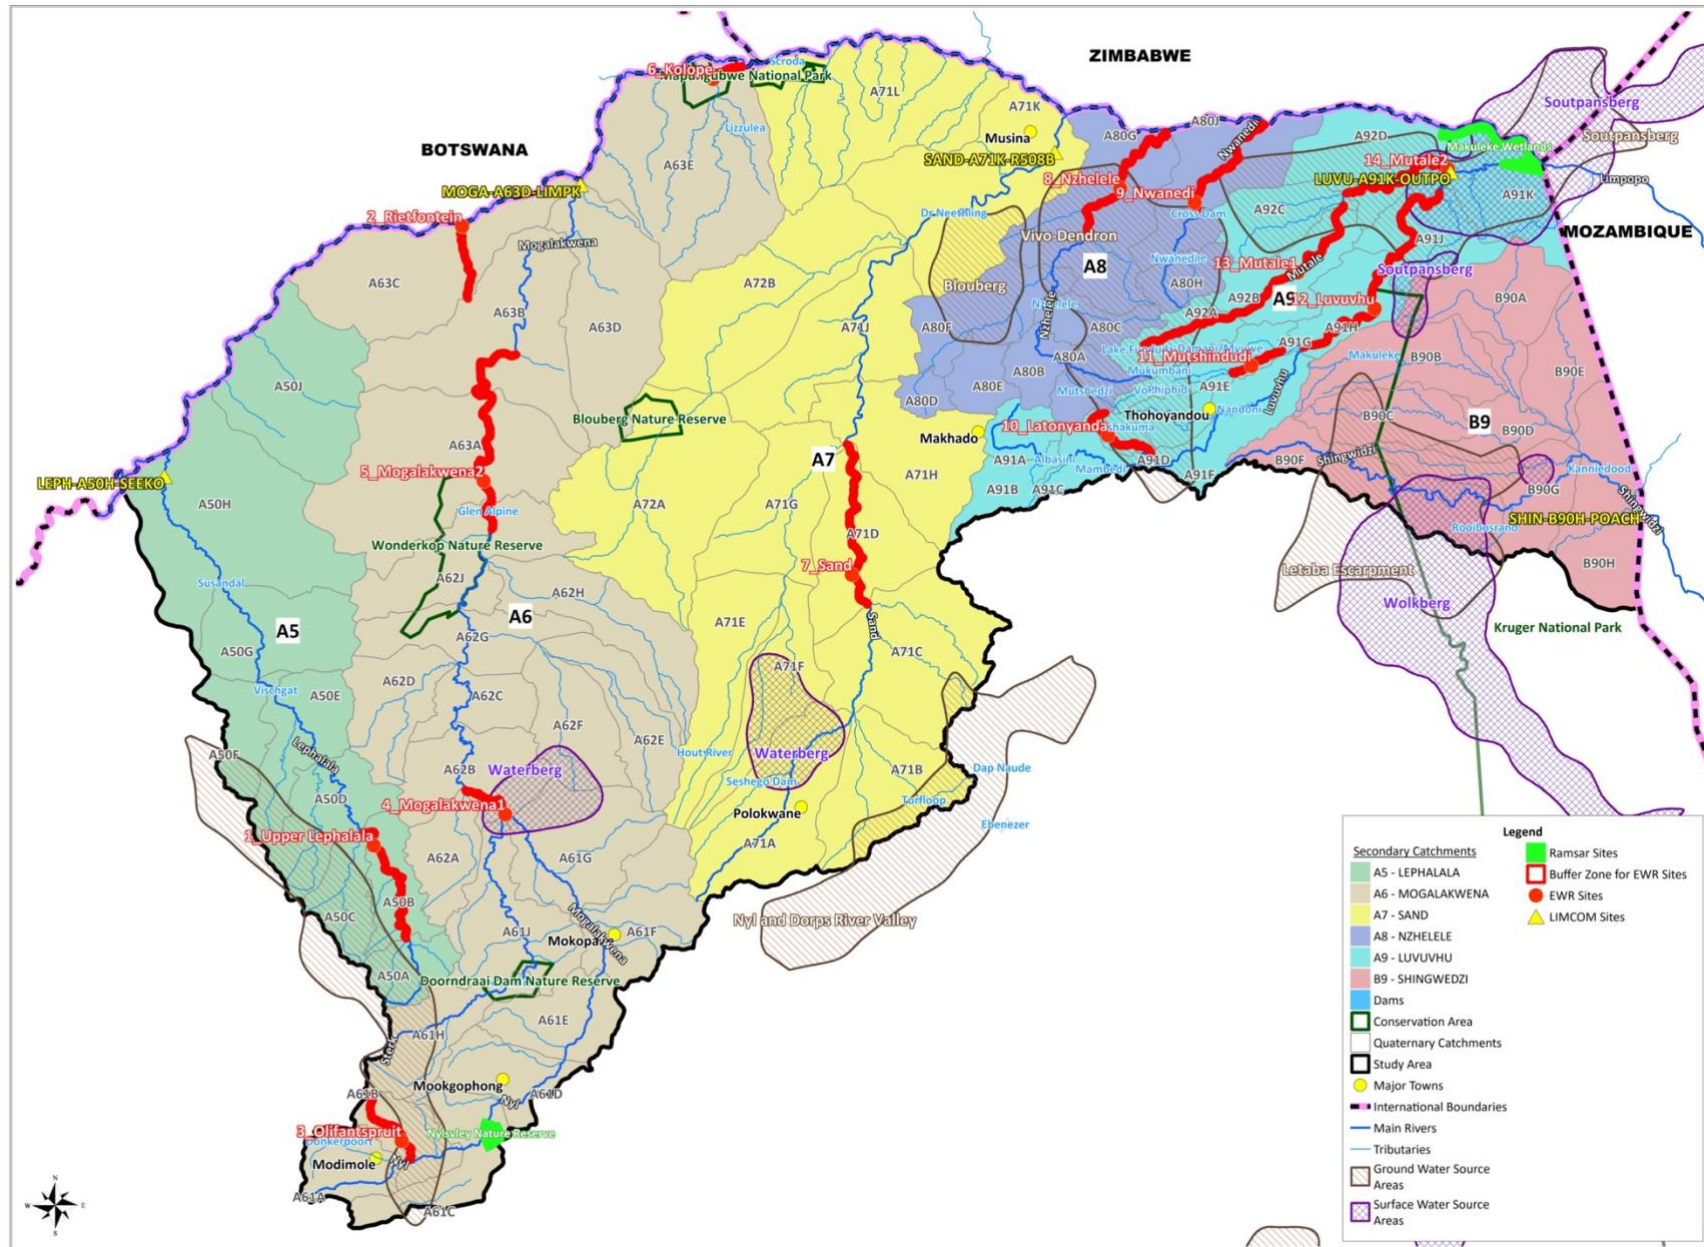 ZIMBABWE
BOTSWANA
MOZAMBIQUE
6_Kolope
Scroda
Mapungubwe National Park
A71L
Lizzulea
A63E
A71K
Musina
SAND-A71K-R508B
MOGA-A63D-LIMPK
2_Rietfontein
Mogalakwena
A80G
A80J
Nwanedi
8_Nzhelele
9_Nwanedi
Cross Dam
A92D
Soutpansberg
Soutpansberg
Makuleke Wetlands
14_Mutale2
LUVU-A91K-OUTPO
Limpopo
A91K
A92C
A91J
Dr Neethling
Vivo-Dendron
A8
Nwanedhe
13_Mutale1
Mutale
Soutpansberg
A63C
A72B
Blouberg
A80H
A92B
A9
12_Luvuvhu
B90A
A63B
A63D
A71J
A80F
Nzhelele
Nzhelele
A80C
A92A
A91H
A91G
A50J
A80A
11_Mutshindudi
Mukumbani
Makuleke
B90B
B90E
A80B
A80E
Mutshedzi
VoPhiphidi
A91E
Luvuvhu
A80D
Thohoyandou
Nandoni
B90C
B9
B90D
Blouberg Nature Reserve
Makhado
10_Latonyanda
A7
A63A
5_Mogalakwena2
A71H
A91A
Albasini
Mambedi
A91D
A91F
B90F
Shingwidzi
Kanniedood
LEPH-A50H-SEEKO
A50H
A72A
A71G
A91B
A91C
B90G
Shingwidzi
Glen Alpine
SHIN-B90H-POACH
Rooibosrand
Wonderkop Nature Reserve
A71D
7_Sand
Letaba Escarpment
B90H
Susandal
A62J
A62H
Wolkberg
A5
A6
A71E
Sand
Kruger National Park
A50G
A62G
A71C
A71F
Vischgat
A50E
A62D
A62C
A62F
A62E
Lephalala
A50F
Hout River
Waterberg
Waterberg
A62B
Seshego Dam
A71B
Dap Naude
A50D
4_Mogalakwena1
Polokwane
Turfloop
Ebenezer
1_Upper Lephalala
A62A
A61G
A71A
A50C
A50B
Nyl and Dorps River Valley
A61J
Mogalakwena
A61F
A50A
Doorndraai Dam Nature Reserve
A61H
A61E
Sterk
Mookgophong
A61B
Nyl
A61D
3_Olifantspruit
Nylsvley Nature Reserve
Modimole
Nyl
A61A
A61C
N
W
E
S
Legend
Secondary Catchments
A5 - LEPHALALA
A6 - MOGALAKWENA
A7 - SAND
A8 - NZHELELE
A9 - LUVUVHU
B9 - SHINGWEDZI
Dams
Conservation Area
Quaternary Catchments
Study Area
Major Towns
International Boundaries
Main Rivers
Tributaries
Ground Water Source
Areas
Surface Water Source
Areas
Ramsar Sites
Buffer Zone for EWR Sites
EWR Sites
LIMCOM Sites